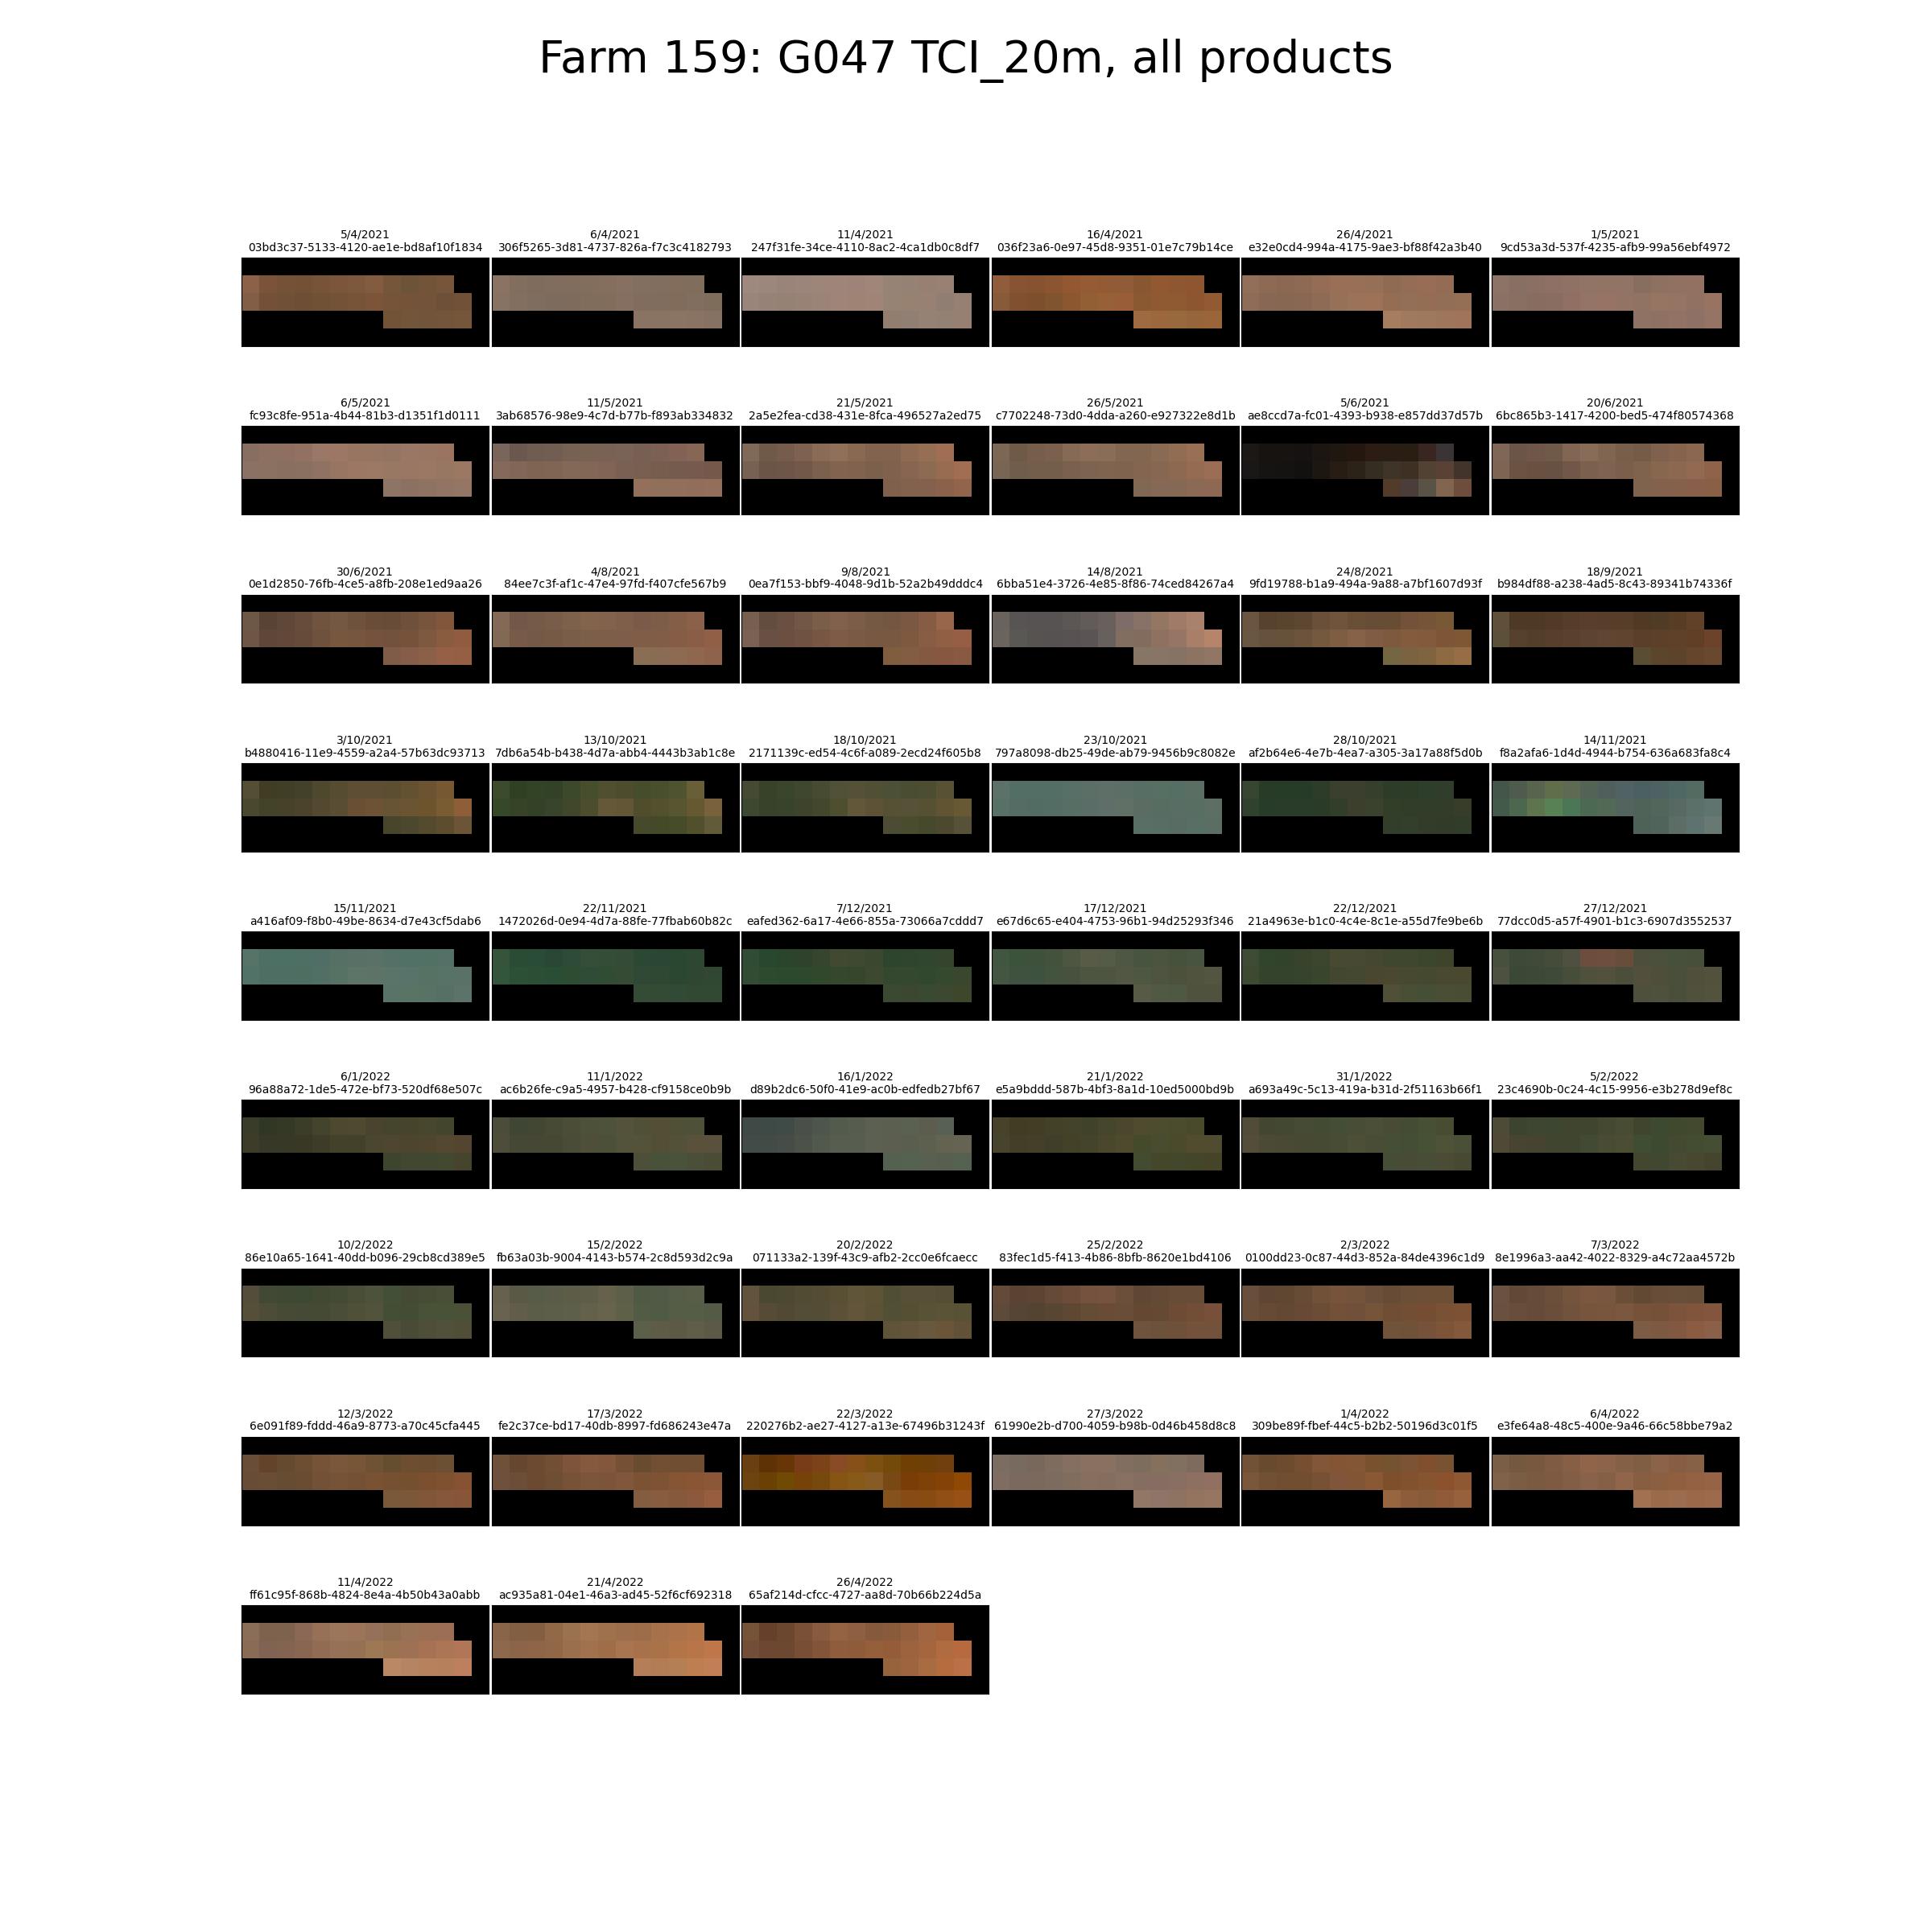 Farm 159: G047 TCI_20m, all products
5/4/2021
03bd3c37-5133-4120-ae1e-bd8af10f1834
6/4/2021
306f5265-3d81-4737-826a-f7c3c4182793
11/4/2021
247f31fe-34ce-4110-8ac2-4ca1db0c8df7
16/4/2021
036f23a6-0e97-45d8-9351-01e7c79b14ce
26/4/2021
e32e0cd4-994a-4175-9ae3-bf88f42a3b40
1/5/2021
9cd53a3d-537f-4235-afb9-99a56ebf4972
6/5/2021
fc93c8fe-951a-4b44-81b3-d1351f1d0111
11/5/2021
3ab68576-98e9-4c7d-b77b-f893ab334832
21/5/2021
2a5e2fea-cd38-431e-8fca-496527a2ed75
26/5/2021
c7702248-73d0-4dda-a260-e927322e8d1b
5/6/2021
ae8ccd7a-fc01-4393-b938-e857dd37d57b
20/6/2021
6bc865b3-1417-4200-bed5-474f80574368
30/6/2021
0e1d2850-76fb-4ce5-a8fb-208e1ed9aa26
4/8/2021
84ee7c3f-af1c-47e4-97fd-f407cfe567b9
9/8/2021
0ea7f153-bbf9-4048-9d1b-52a2b49dddc4
14/8/2021
6bba51e4-3726-4e85-8f86-74ced84267a4
24/8/2021
9fd19788-b1a9-494a-9a88-a7bf1607d93f
18/9/2021
b984df88-a238-4ad5-8c43-89341b74336f
3/10/2021
b4880416-11e9-4559-a2a4-57b63dc93713
13/10/2021
7db6a54b-b438-4d7a-abb4-4443b3ab1c8e
18/10/2021
2171139c-ed54-4c6f-a089-2ecd24f605b8
23/10/2021
797a8098-db25-49de-ab79-9456b9c8082e
28/10/2021
af2b64e6-4e7b-4ea7-a305-3a17a88f5d0b
14/11/2021
f8a2afa6-1d4d-4944-b754-636a683fa8c4
15/11/2021
a416af09-f8b0-49be-8634-d7e43cf5dab6
22/11/2021
1472026d-0e94-4d7a-88fe-77fbab60b82c
7/12/2021
eafed362-6a17-4e66-855a-73066a7cddd7
17/12/2021
e67d6c65-e404-4753-96b1-94d25293f346
22/12/2021
21a4963e-b1c0-4c4e-8c1e-a55d7fe9be6b
27/12/2021
77dcc0d5-a57f-4901-b1c3-6907d3552537
6/1/2022
96a88a72-1de5-472e-bf73-520df68e507c
11/1/2022
ac6b26fe-c9a5-4957-b428-cf9158ce0b9b
16/1/2022
d89b2dc6-50f0-41e9-ac0b-edfedb27bf67
21/1/2022
e5a9bddd-587b-4bf3-8a1d-10ed5000bd9b
31/1/2022
a693a49c-5c13-419a-b31d-2f51163b66f1
5/2/2022
23c4690b-0c24-4c15-9956-e3b278d9ef8c
10/2/2022
86e10a65-1641-40dd-b096-29cb8cd389e5
15/2/2022
fb63a03b-9004-4143-b574-2c8d593d2c9a
20/2/2022
071133a2-139f-43c9-afb2-2cc0e6fcaecc
25/2/2022
83fec1d5-f413-4b86-8bfb-8620e1bd4106
2/3/2022
0100dd23-0c87-44d3-852a-84de4396c1d9
7/3/2022
8e1996a3-aa42-4022-8329-a4c72aa4572b
12/3/2022
6e091f89-fddd-46a9-8773-a70c45cfa445
17/3/2022
fe2c37ce-bd17-40db-8997-fd686243e47a
22/3/2022
220276b2-ae27-4127-a13e-67496b31243f
27/3/2022
61990e2b-d700-4059-b98b-0d46b458d8c8
1/4/2022
309be89f-fbef-44c5-b2b2-50196d3c01f5
6/4/2022
e3fe64a8-48c5-400e-9a46-66c58bbe79a2
11/4/2022
ff61c95f-868b-4824-8e4a-4b50b43a0abb
21/4/2022
ac935a81-04e1-46a3-ad45-52f6cf692318
26/4/2022
65af214d-cfcc-4727-aa8d-70b66b224d5a